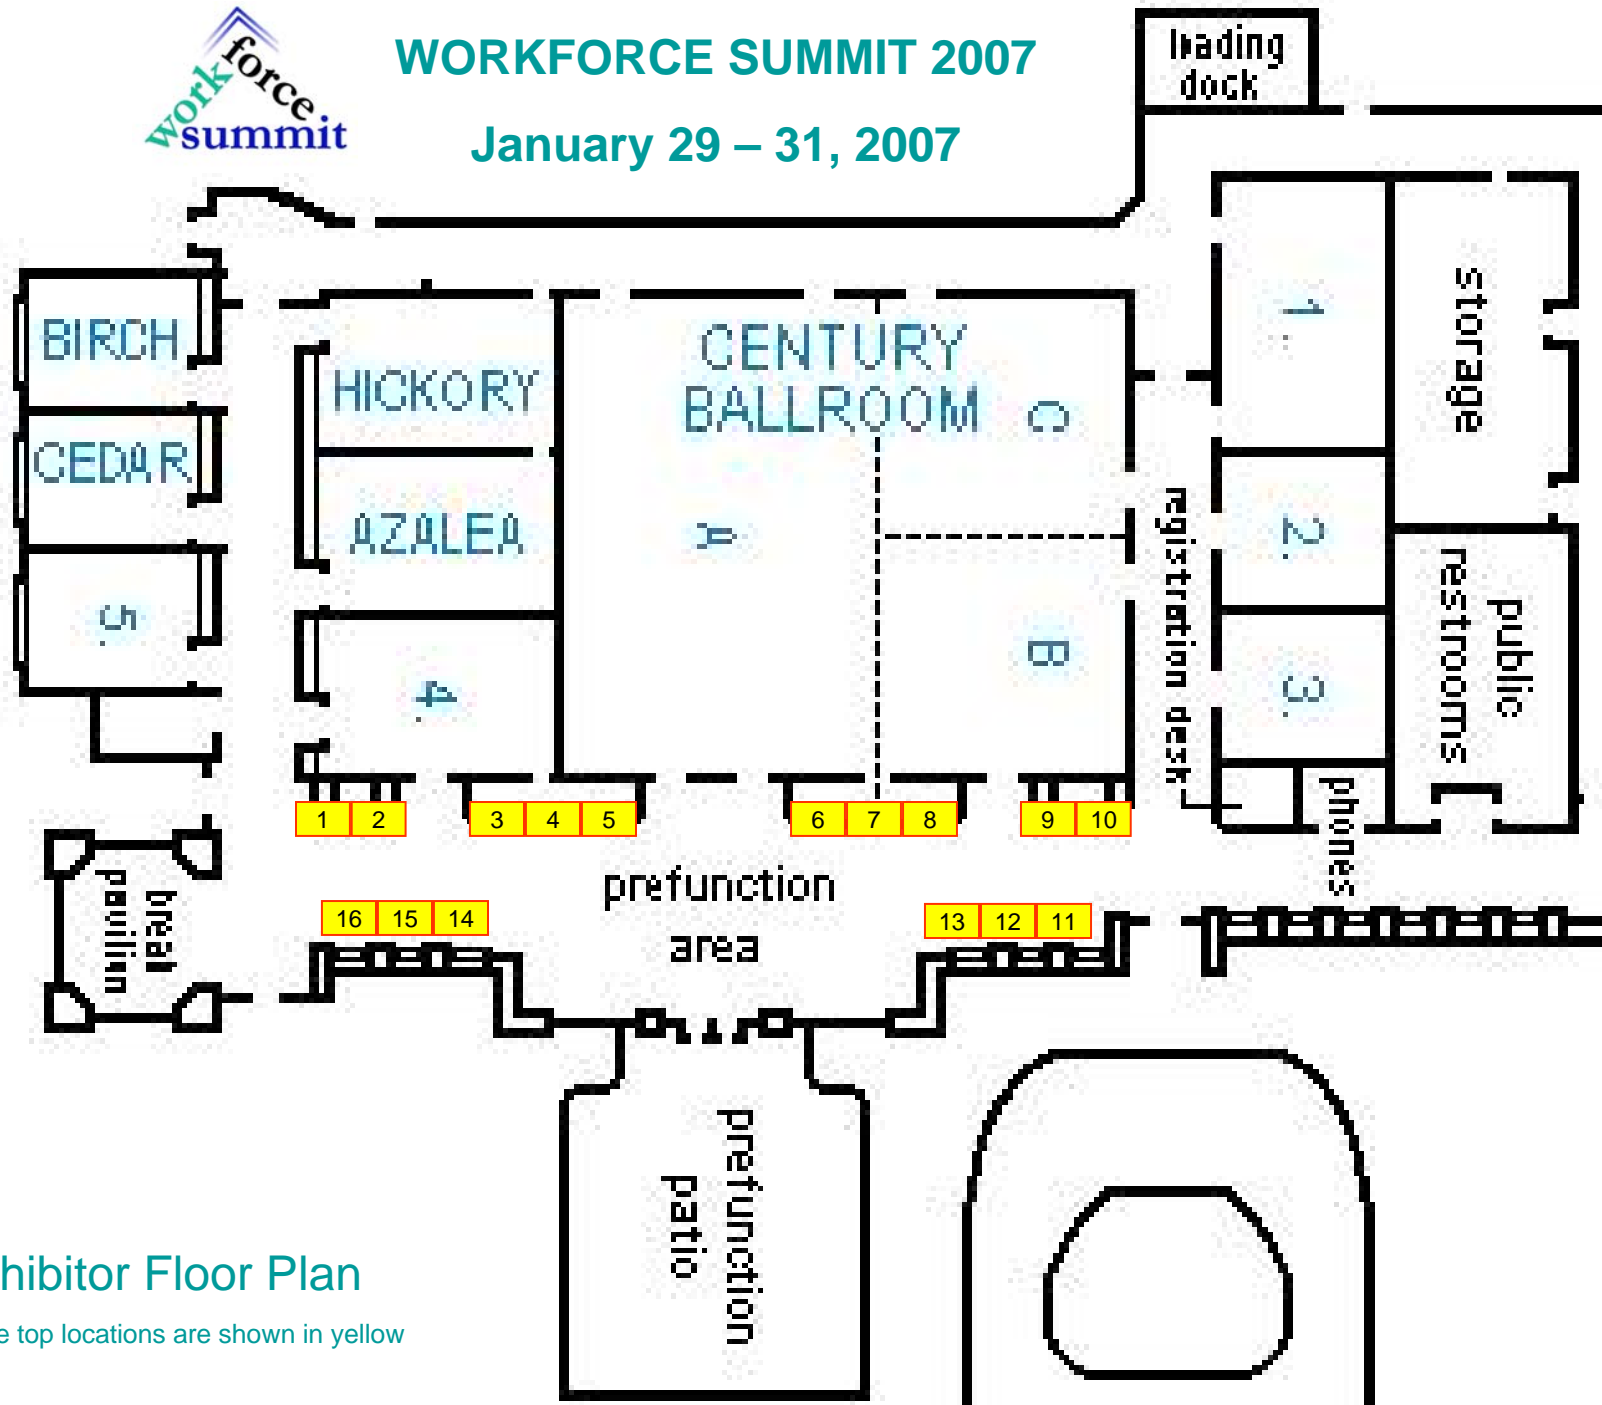 work
force
summit
WORKFORCE SUMMIT 2007
January 29 – 31, 2007
loading
dock
BIRCH
CEDAR
5.
HICKORY
AZALEA
4.
CENTURY
BALLROOM
A
C
B
1.
2.
3.
storage
registration desk
public
restrooms
phones
1 2 3 4 5 6 7 8 9 10
prefunction
area
16 15 14
13 12 11
break
pavilion
prefunction
patio
hibitor Floor Plan
e top locations are shown in yellow